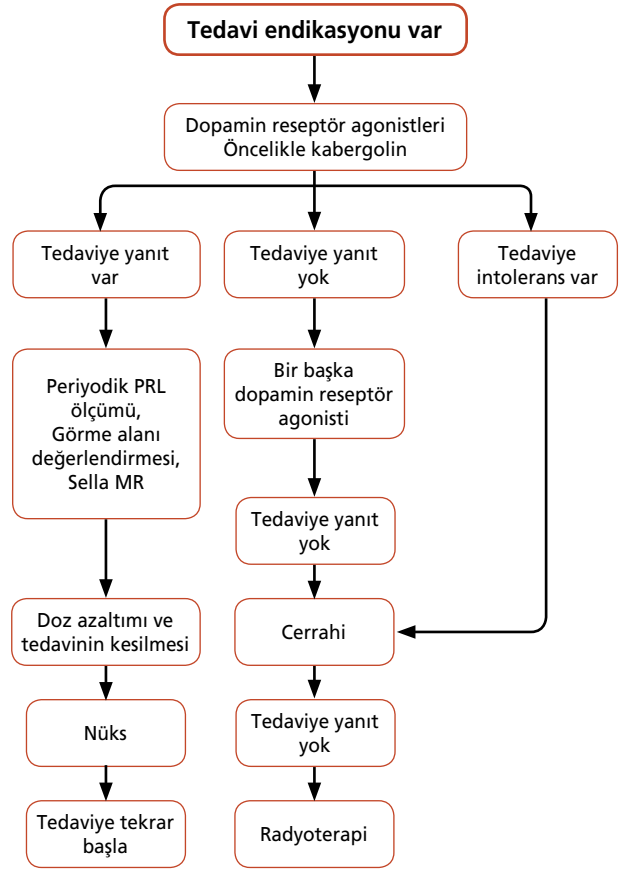 Tedavi endikasyonu var
Dopamin reseptör agonistleri
Öncelikle kabergolin
Tedaviye yanıt
var
Tedaviye yanıt
yok
Tedaviye
intolerans var
Periyodik PRL
ölçümü,
Görme alanı
değerlendirmesi,
Sella MR
Bir başka
dopamin reseptör
agonisti
Tedaviye yanıt
yok
Doz azaltımı ve
tedavinin kesilmesi
Cerrahi
Nüks
Tedaviye yanıt
yok
Tedaviye tekrar
başla
Radyoterapi